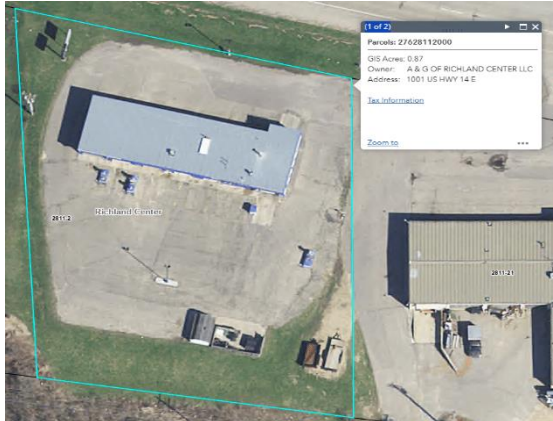 (1 of 2)
Parcels: 27628112000
GIS Acres: 0.87
Owner: A & G OF RICHLAND CENTER LLC
Address: 1001 US HWY 14 E
Tax Information
Zoom to
Richland Center
2811-2
2811-21